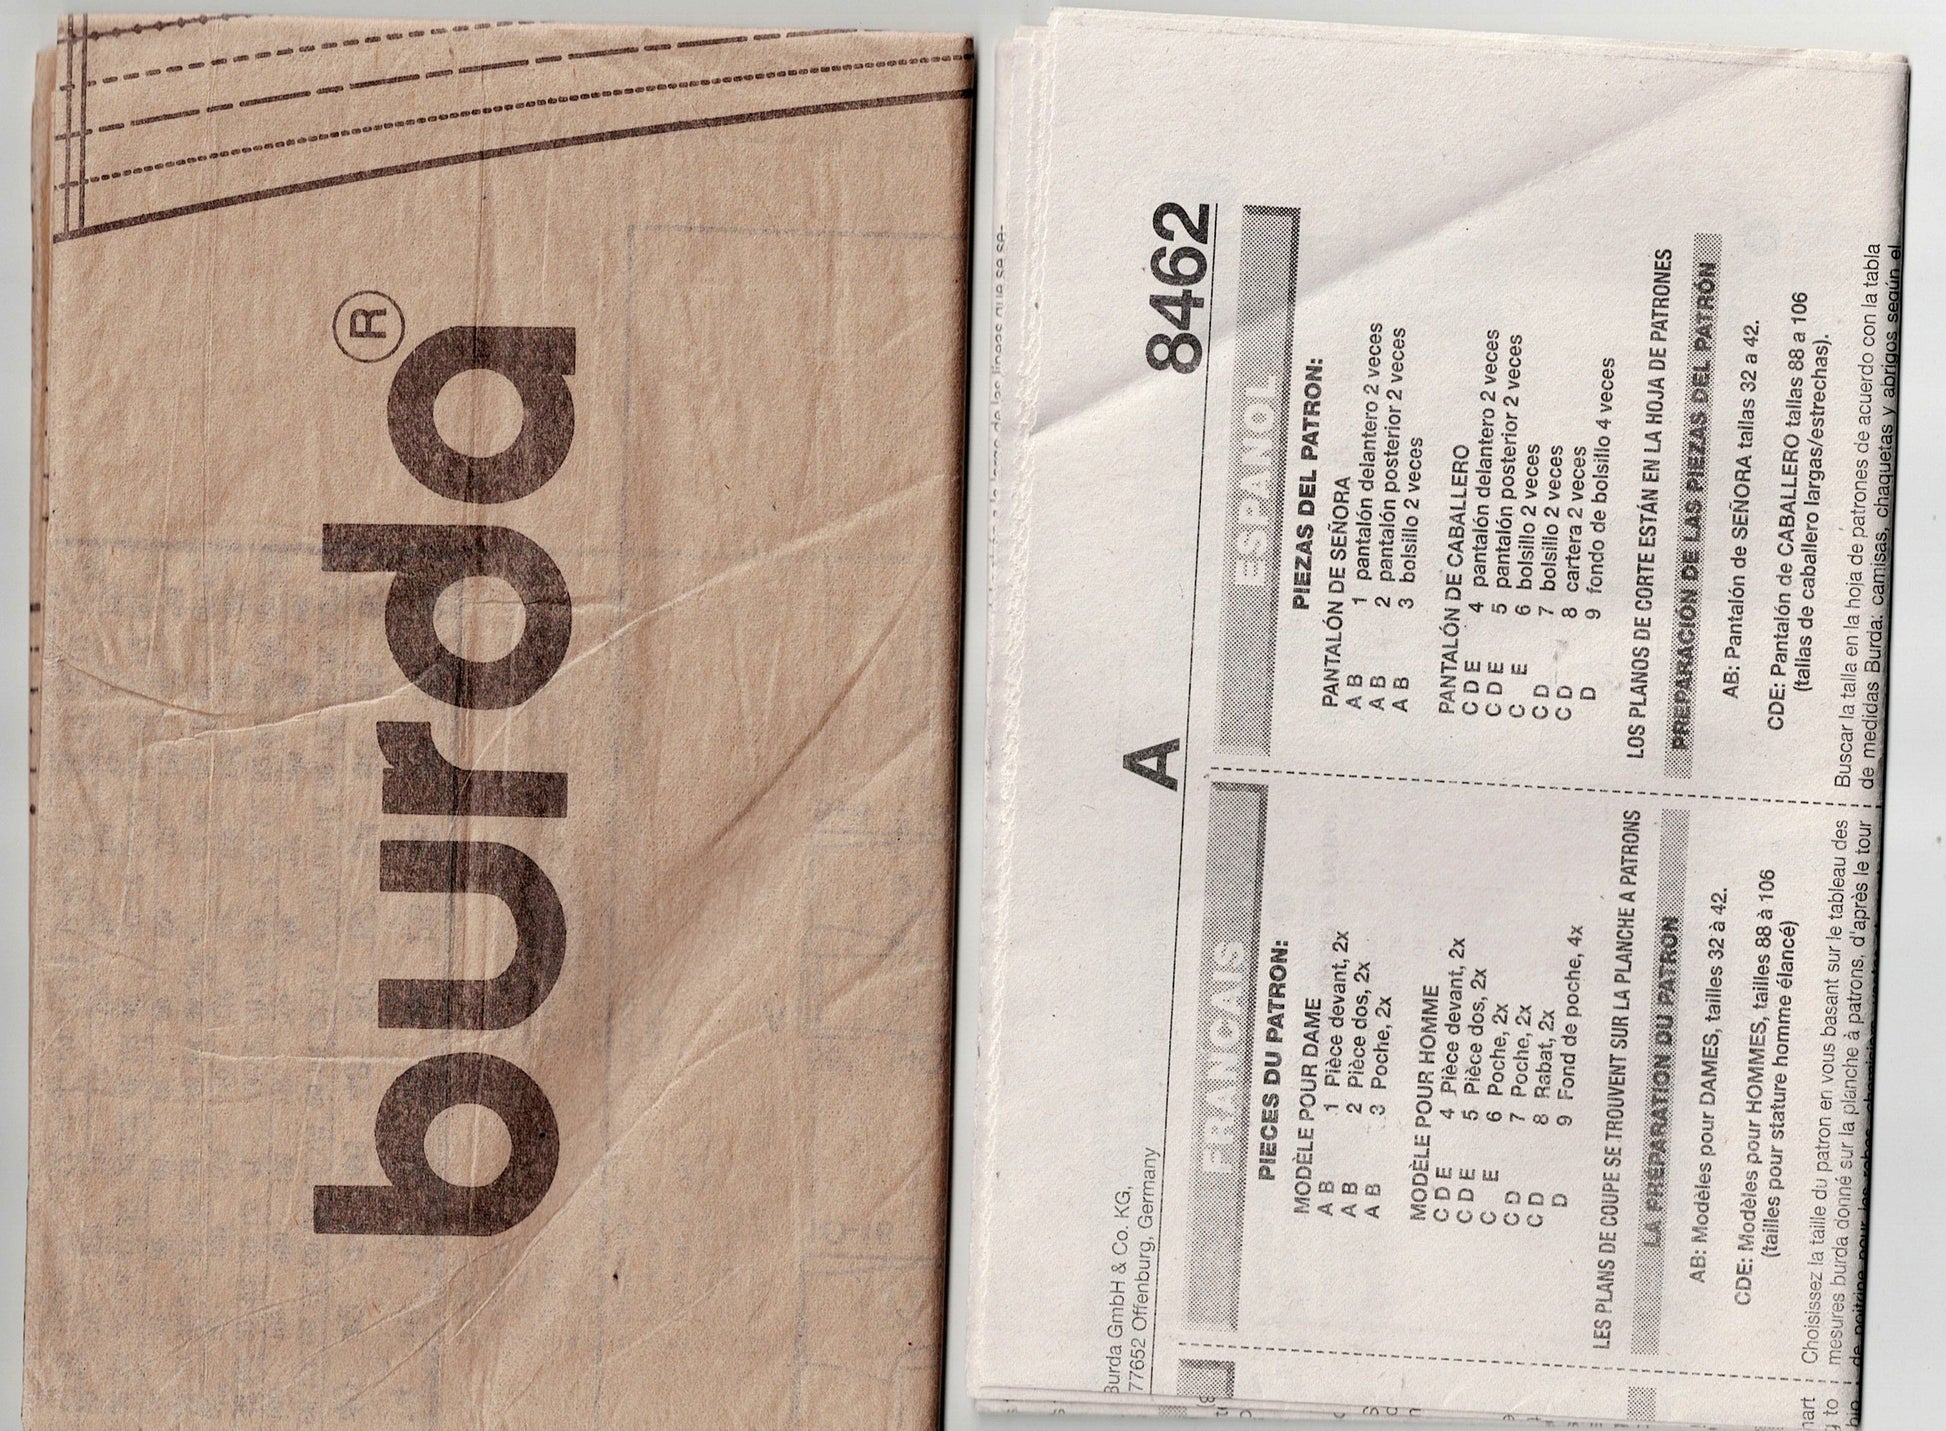 burda®
Burda GmbH & Co. KG,
77652 Offenburg, Germany
A
8462
FRANCAIS
PIECES DU PATRON:
MODÈLE POUR DAME
A B 1 Pièce devant, 2x
A B 2 Pièce dos, 2x
A B 3 Poche, 2x
MODÈLE POUR HOMME
C D E 4 Pièce devant, 2x
C D E 5 Pièce dos, 2x
C E 6 Poche, 2x
C D 7 Poche, 2x
C D 8 Rabat, 2x
D 9 Fond de poche, 4x
LES PLANS DE COUPE SE TROUVENT SUR LA PLANCHE A PATRONS
LA PRÉPARATION DU PATRON
AB: Modèles pour DAMES, tailles 32 à 42.
CDE: Modèles pour HOMMES, tailles 88 à 106
(tailles pour stature homme élancé)
Choisissez la taille du patron en vous basant sur le tableau des
mesures burda donné sur la planche à patrons, d'après le tour
ESPANOL
PIEZAS DEL PATRON:
PANTALÓN DE SEÑORA
A B 1 pantalón delantero 2 veces
A B 2 pantalón posterior 2 veces
A B 3 bolsillo 2 veces
PANTALÓN DE CABALLERO
C D E 4 pantalón delantero 2 veces
C D E 5 pantalón posterior 2 veces
C E 6 bolsillo 2 veces
C D 7 bolsillo 2 veces
C D 8 cartera 2 veces
D 9 fondo de bolsillo 4 veces
LOS PLANOS DE CORTE ESTÁN EN LA HOJA DE PATRONES
PREPARACIÓN DE LAS PIEZAS DEL PATRÓN
AB: Pantalón de SEÑORA tallas 32 a 42.
CDE: Pantalón de CABALLERO tallas 88 a 106
(tallas de caballero largas/estrechas).
Buscar la talla en la hoja de patrones de acuerdo con la tabla
de medidas Burda: camisas, chaquetas y abrigos según el